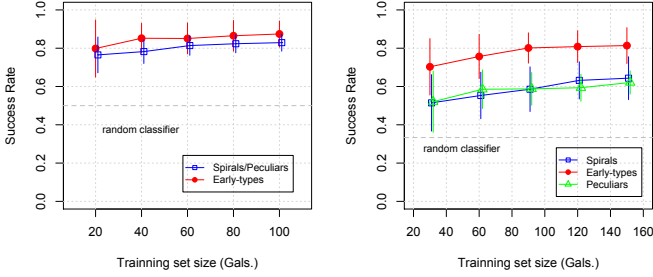 1.0
0.8
0.6
0.4
0.2
0.0
Success Rate
random classifier
Spirals/Peculiars
Early-types
20 40 60 80 100
Trainning set size (Gals.)
1.0
0.8
0.6
0.4
0.2
0.0
Success Rate
random classifier
Spirals
Early-types
Peculiars
20 40 60 80 100 120 140 160
Trainning set size (Gals.)